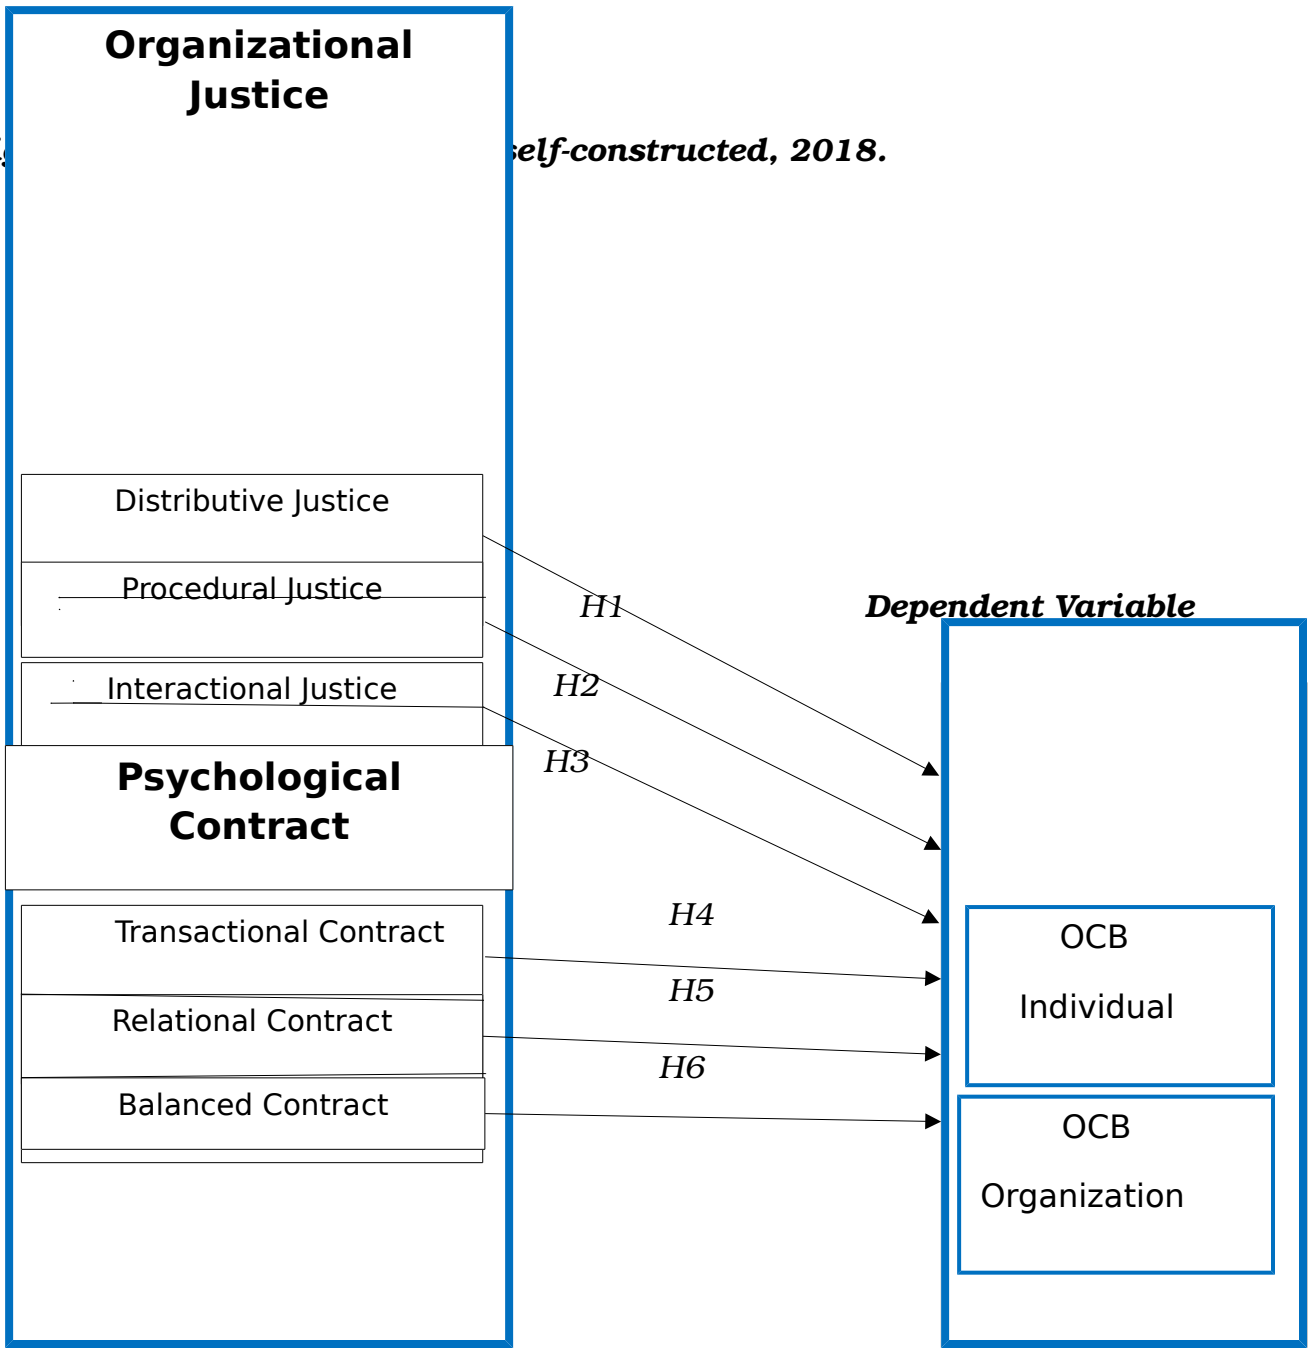 Organizational
Justice
self-constructed, 2018.
Distributive Justice
Procedural Justice
H1
Dependent Variable
H2
Interactional Justice
H3
Psychological
Contract
H4
Transactional Contract
OCB
H5
Individual
Relational Contract
H6
Balanced Contract
OCB
Organization